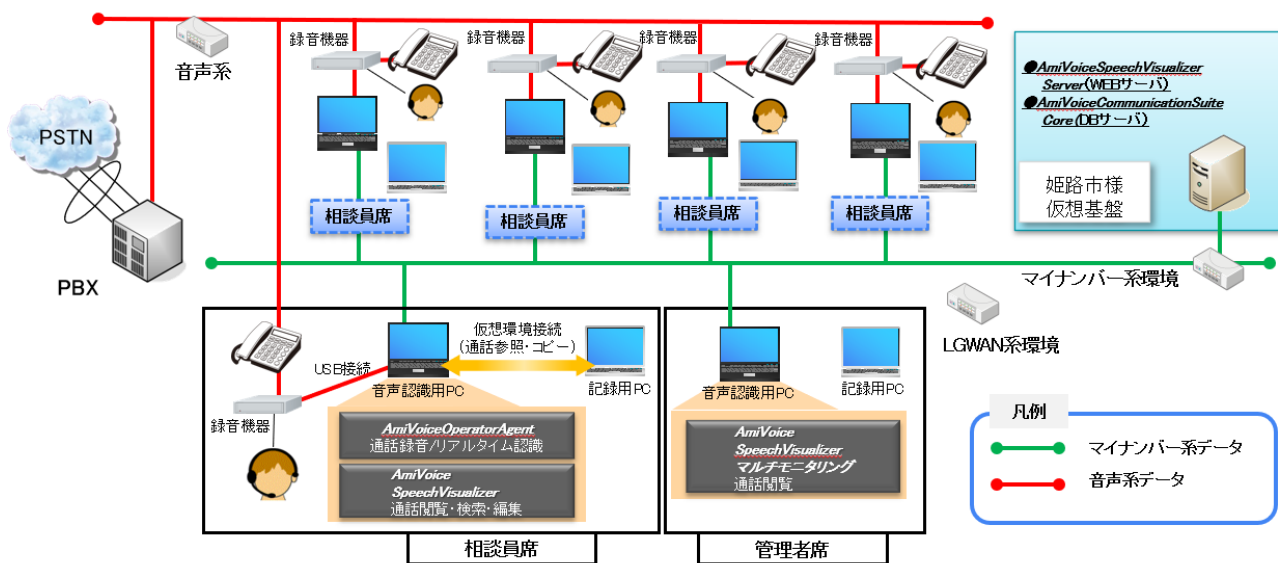 音声系
録音機器
録音機器
録音機器
録音機器
●AmiVoiceSpeechVisualizer
Server(WEBサーバ)
●AmiVoiceCommunicationSuite
Core(DBサーバ)
PSTN
姫路市様
仮想基盤
相談員席
相談員席
相談員席
相談員席
PBX
マイナンバー系環境
LGWAN系環境
仮想環境接続
(通話参照・コピー)
USB接続
音声認識用PC
記録用PC
録音機器
AmiVoiceOperatorAgent
通話録音/リアルタイム認識
AmiVoice
SpeechVisualizer
通話閲覧・検索・編集
相談員席
音声認識用PC
記録用PC
AmiVoice
SpeechVisualizer
マルチモニタリング
通話閲覧
管理者席
凡例
マイナンバー系データ
音声系データ